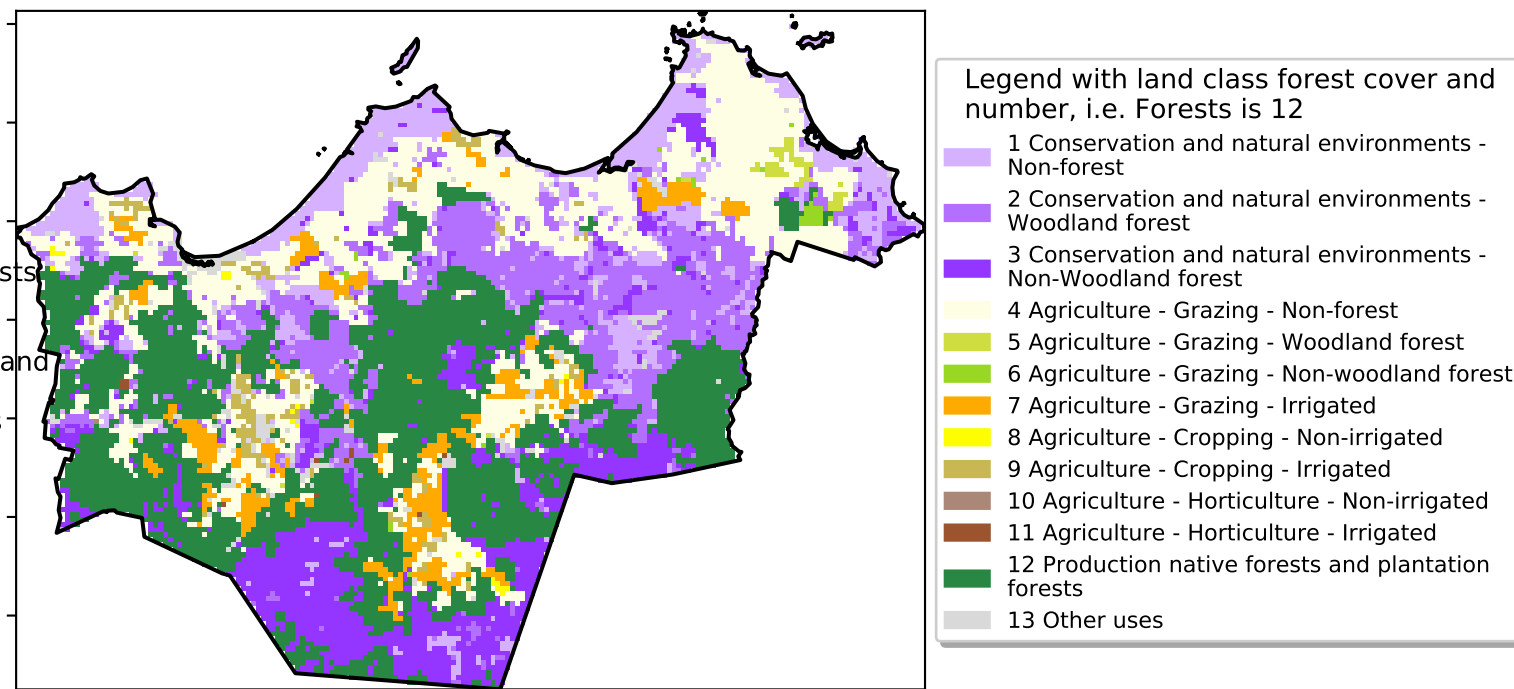 Legend with land class forest cover and
number, i.e. Forests is 12
1 Conservation and natural environments -
Non-forest
2 Conservation and natural environments -
Woodland forest
3 Conservation and natural environments -
Non-Woodland forest
4 Agriculture - Grazing - Non-forest
5 Agriculture - Grazing - Woodland forest
6 Agriculture - Grazing - Non-woodland forest
7 Agriculture - Grazing - Irrigated
8 Agriculture - Cropping - Non-irrigated
9 Agriculture - Cropping - Irrigated
10 Agriculture - Horticulture - Non-irrigated
11 Agriculture - Horticulture - Irrigated
12 Production native forests and plantation
forests
13 Other uses
sts
and